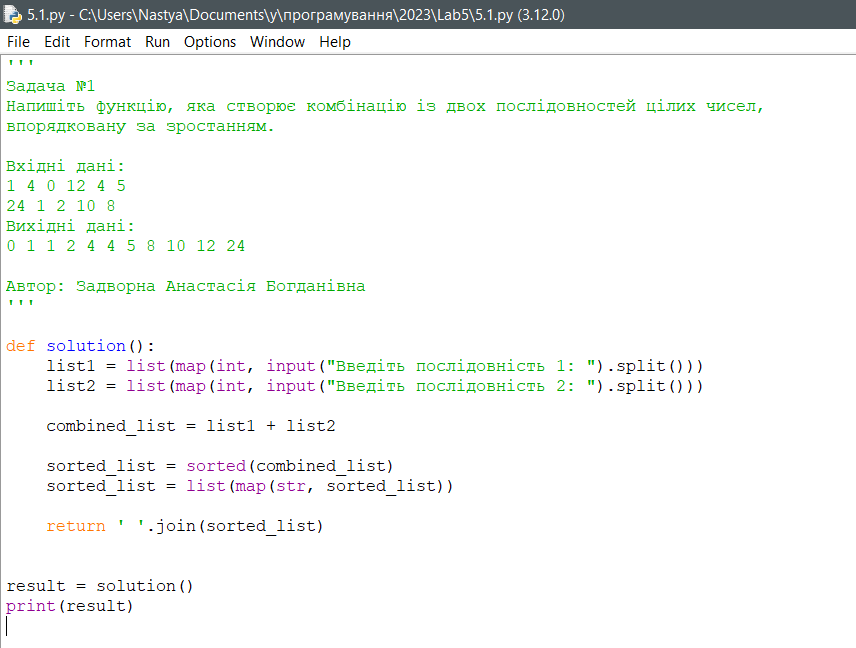 5.1.py - C:\Users\Nastya\Documents\у\програмування\2023\Lab5\5.1.py (3.12.0)
File Edit Format Run Options Window Help
'''
Задача №1
Напишіть функцію, яка створює комбінацію із двох послідовностей цілих чисел,
впорядковану за зростанням.
Вхідні дані:
1 4 0 12 4 5
24 1 2 10 8
Вихідні дані:
0 1 1 2 4 4 5 8 10 12 24
Автор: Задворна Анастасія Богданівна
'''
def solution():
    list1 = list(map(int, input("Введіть послідовність 1: ").split()))
    list2 = list(map(int, input("Введіть послідовність 2: ").split()))
    combined_list = list1 + list2
    sorted_list = sorted(combined_list)
    sorted_list = list(map(str, sorted_list))
    return ' '.join(sorted_list)
result = solution()
print(result)